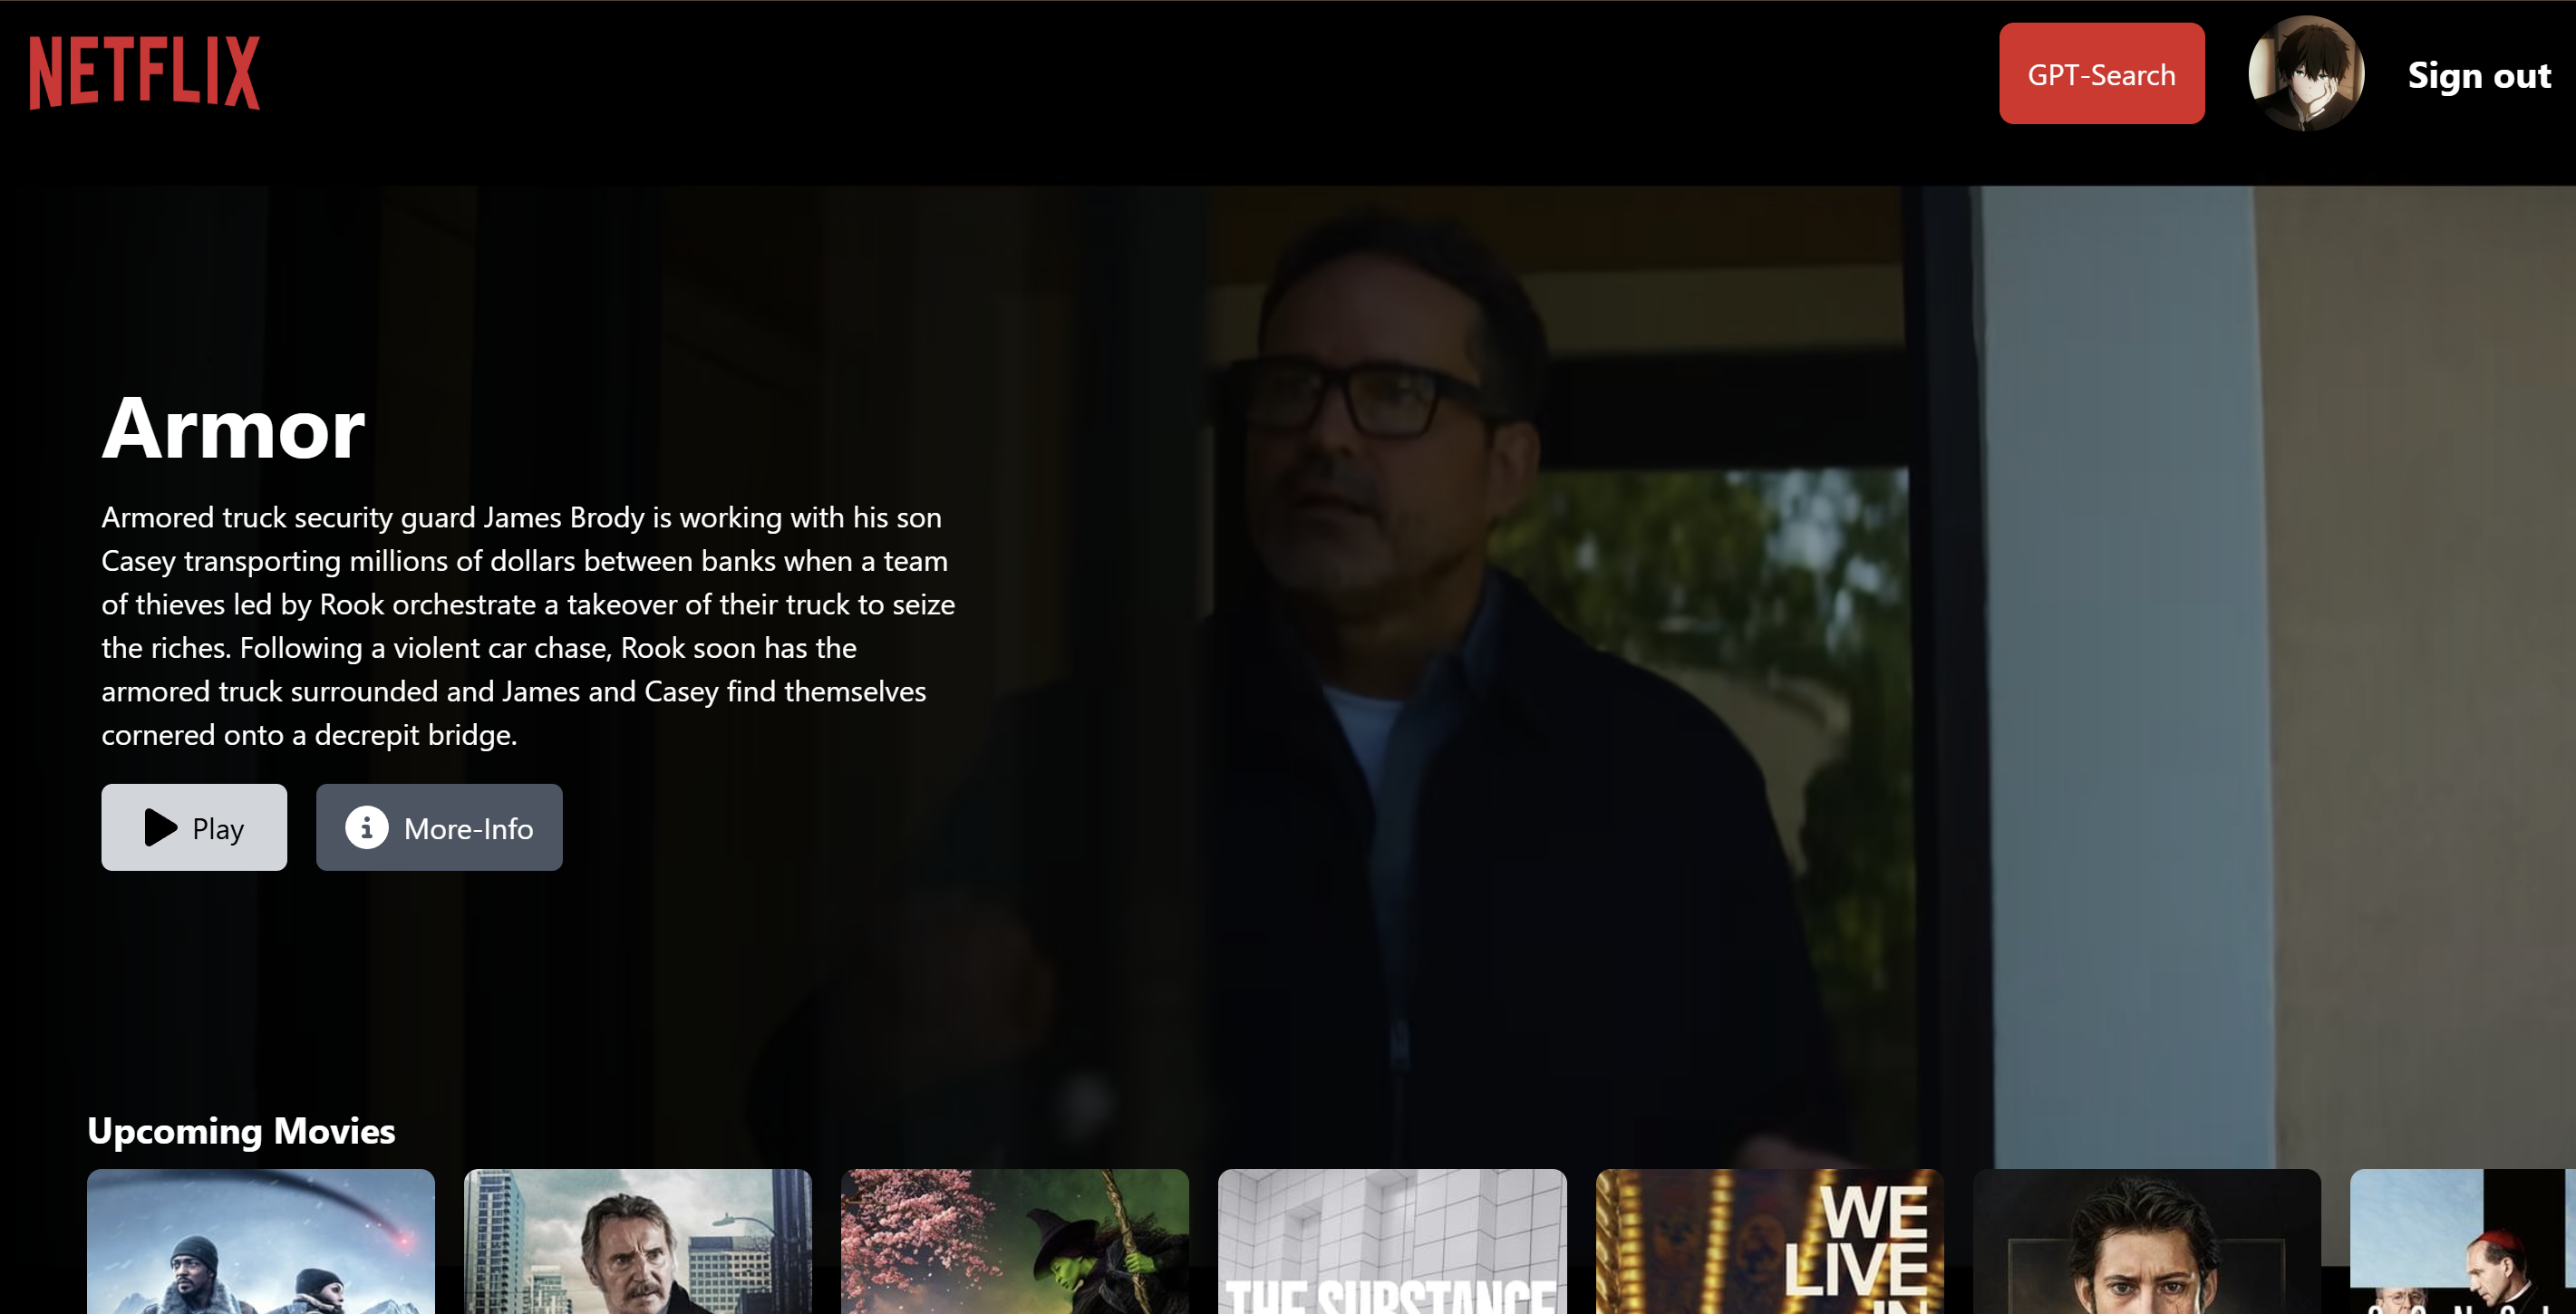 NETFLIX
GPT-Search
Sign out
Armor
Armored truck security guard James Brody is working with his son
Casey transporting millions of dollars between banks when a team
of thieves led by Rook orchestrate a takeover of their truck to seize
the riches. Following a violent car chase, Rook soon has the
armored truck surrounded and James and Casey find themselves
cornered onto a decrepit bridge.
Play
More-Info
Upcoming Movies
THE SUBSTANCE
WE
LIVE
IN